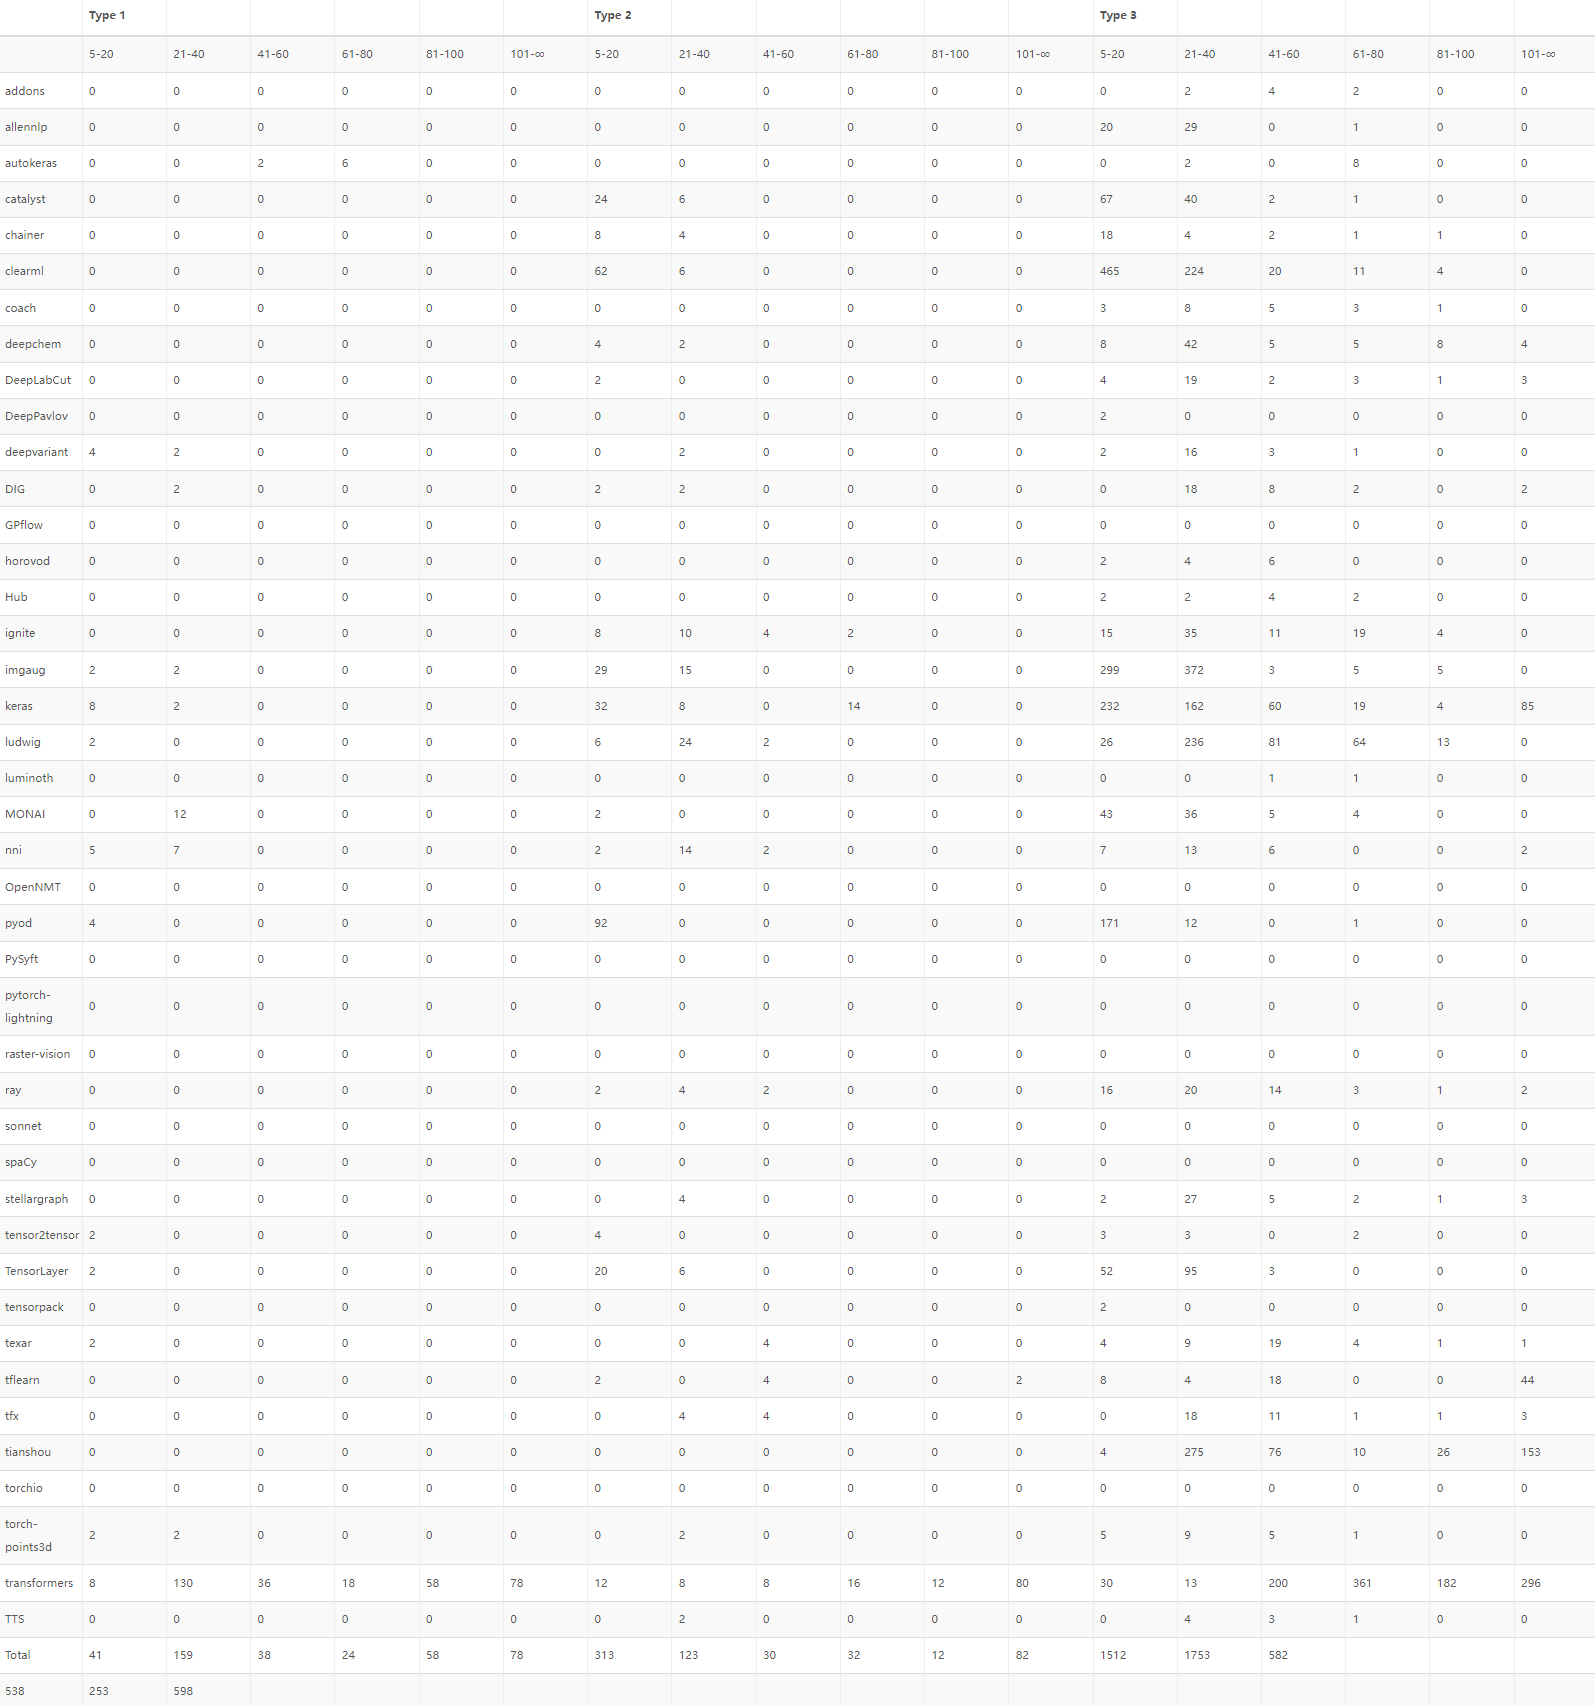 Type 1 Type 2 Type 3
5-20 21-40 41-60 61-80 81-100 101-∞ 5-20 21-40 41-60 61-80 81-100 101-∞ 5-20 21-40 41-60 61-80 81-100 101-∞
addons 0 0 0 0 0 0 0 0 0 0 0 0 0 2 4 2 0 0
allennlp 0 0 0 0 0 0 0 0 0 0 0 0 20 29 0 1 0 0
autokeras 0 0 2 6 0 0 0 0 0 0 0 0 0 2 0 8 0 0
catalyst 0 0 0 0 0 0 24 6 0 0 0 0 67 40 2 1 0 0
chainer 0 0 0 0 0 0 8 4 0 0 0 0 18 4 2 1 1 0
clearml 0 0 0 0 0 0 62 6 0 0 0 0 465 224 20 11 4 0
coach 0 0 0 0 0 0 0 0 0 0 0 0 3 8 5 3 1 0
deepchem 0 0 0 0 0 0 4 2 0 0 0 0 8 42 5 5 8 4
DeepLabCut 0 0 0 0 0 0 2 0 0 0 0 0 4 19 2 3 1 3
DeepPavlov 0 0 0 0 0 0 0 0 0 0 0 0 2 0 0 0 0 0
deepvariant 4 2 0 0 0 0 0 2 0 0 0 0 2 16 3 1 0 0
DIG 0 2 0 0 0 0 2 2 0 0 0 0 0 18 8 2 0 2
GPflow 0 0 0 0 0 0 0 0 0 0 0 0 0 0 0 0 0 0
horovod 0 0 0 0 0 0 0 0 0 0 0 0 2 4 6 0 0 0
Hub 0 0 0 0 0 0 0 0 0 0 0 0 2 2 4 2 0 0
ignite 0 0 0 0 0 0 8 10 4 2 0 0 15 35 11 19 4 0
imgaug 2 2 0 0 0 0 29 15 0 0 0 0 299 372 3 5 5 0
keras 8 2 0 0 0 0 32 8 0 14 0 0 232 162 60 19 4 85
ludwig 2 0 0 0 0 0 6 24 2 0 0 0 26 236 81 64 13 0
luminoth 0 0 0 0 0 0 0 0 0 0 0 0 0 0 1 1 0 0
MONAI 0 12 0 0 0 0 2 0 0 0 0 0 43 36 5 4 0 0
nni 5 7 0 0 0 0 2 14 2 0 0 0 7 13 6 0 0 2
OpenNMT 0 0 0 0 0 0 0 0 0 0 0 0 0 0 0 0 0 0
pyod 4 0 0 0 0 0 92 0 0 0 0 0 171 12 0 1 0 0
PySyft 0 0 0 0 0 0 0 0 0 0 0 0 0 0 0 0 0 0
pytorch-
lightning 0 0 0 0 0 0 0 0 0 0 0 0 0 0 0 0 0 0
raster-vision 0 0 0 0 0 0 0 0 0 0 0 0 0 0 0 0 0 0
ray 0 0 0 0 0 0 2 4 2 0 0 0 16 20 14 3 1 2
sonnet 0 0 0 0 0 0 0 0 0 0 0 0 0 0 0 0 0 0
spaCy 0 0 0 0 0 0 0 0 0 0 0 0 0 0 0 0 0 0
stellargraph 0 0 0 0 0 0 0 4 0 0 0 0 2 27 5 2 1 3
tensor2tensor 2 0 0 0 0 0 4 0 0 0 0 0 3 3 0 2 0 0
TensorLayer 2 0 0 0 0 0 20 6 0 0 0 0 52 95 3 0 0 0
tensorpack 0 0 0 0 0 0 0 0 0 0 0 0 2 0 0 0 0 0
texar 2 0 0 0 0 0 0 0 4 0 0 0 4 9 19 4 1 1
tflearn 0 0 0 0 0 0 2 0 4 0 0 2 8 4 18 0 0 44
tfx 0 0 0 0 0 0 0 4 4 0 0 0 0 18 11 1 1 3
tianshou 0 0 0 0 0 0 0 0 0 0 0 0 4 275 76 10 26 153
torchio 0 0 0 0 0 0 0 0 0 0 0 0 0 0 0 0 0 0
torch-
points3d 2 2 0 0 0 0 0 2 0 0 0 0 5 9 5 1 0 0
transformers 8 130 36 18 58 78 12 8 8 16 12 80 30 13 200 361 182 296
TTS 0 0 0 0 0 0 0 2 0 0 0 0 0 4 3 1 0 0
Total 41 159 38 24 58 78 313 123 30 32 12 82 1512 1753 582
538 253 598